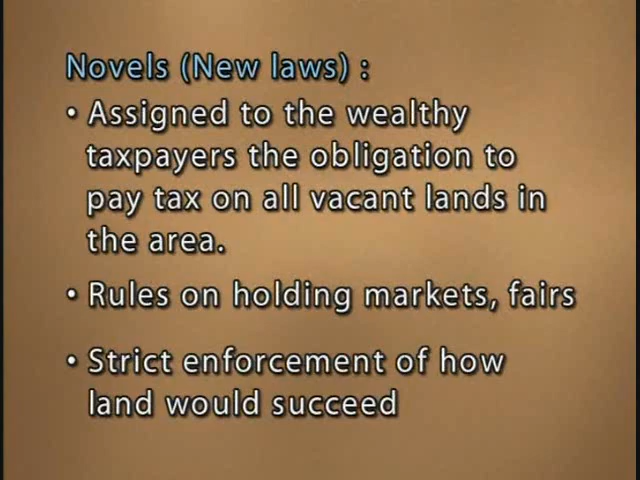 Novels (New laws) :
• Assigned to the wealthy
taxpayers the obligation to
pay tax on all vacant lands in
the area.
• Rules on holding markets, fairs
• Strict enforcement of how
land would succeed